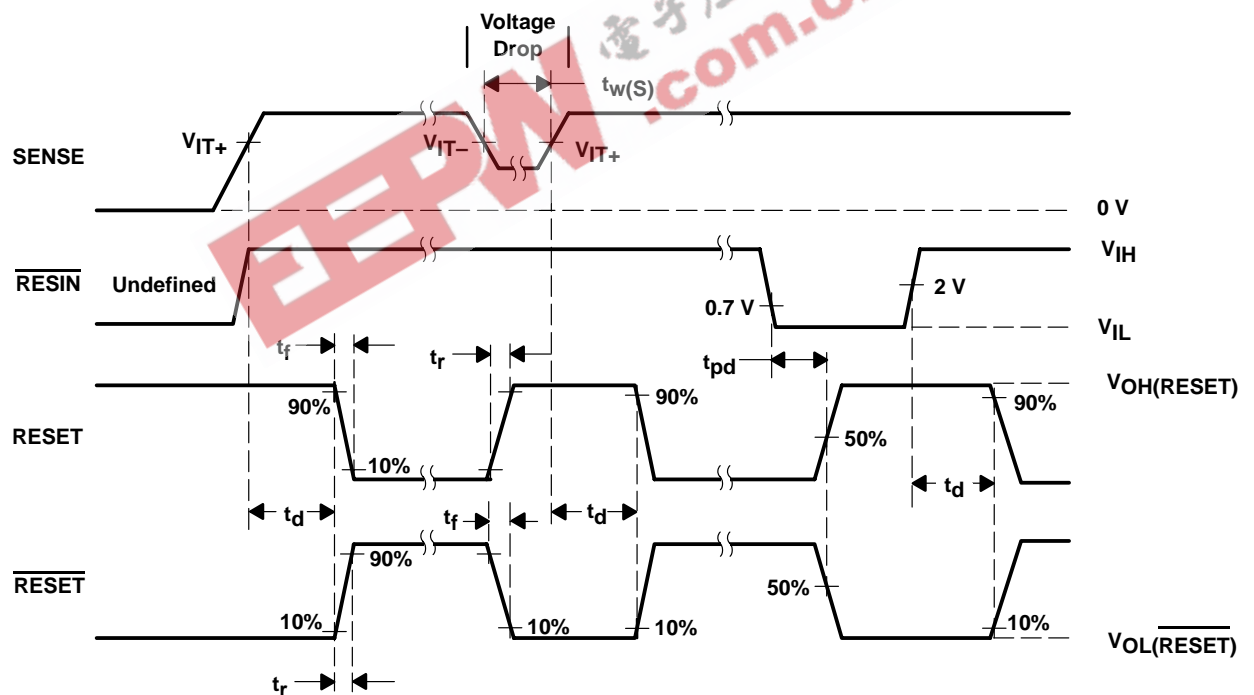 Voltage
Drop
tw(S)
SENSE
VIT+
VIT–
VIT+
0 V
RESIN
Undefined
VIH
0.7 V
2 V
VIL
tf
tr
tpd
VOH(RESET)
90%
90%
90%
RESET
10%
50%
td
tf
td
td
90%
RESET
50%
10%
10%
10%
10%
VOL(RESET)
tr
EEPW
.com.c